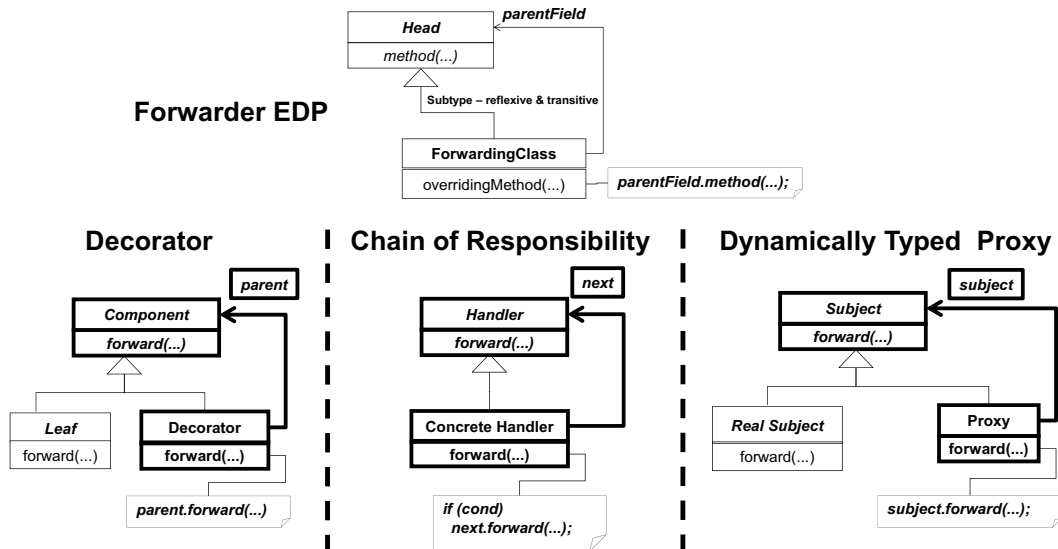 Head
parentField
method(...)
Subtype – reflexive & transitive
Forwarder EDP
ForwardingClass
overridingMethod(...)
parentField.method(...);
Decorator
parent
Component
forward(...)
Leaf
forward(...)
Decorator
forward(...)
parent.forward(...)
Chain of Responsibility
next
Handler
forward(...)
Concrete Handler
forward(...)
if (cond)
next.forward(...);
Dynamically Typed Proxy
subject
Subject
forward(...)
Real Subject
forward(...)
Proxy
forward(...)
subject.forward(...);